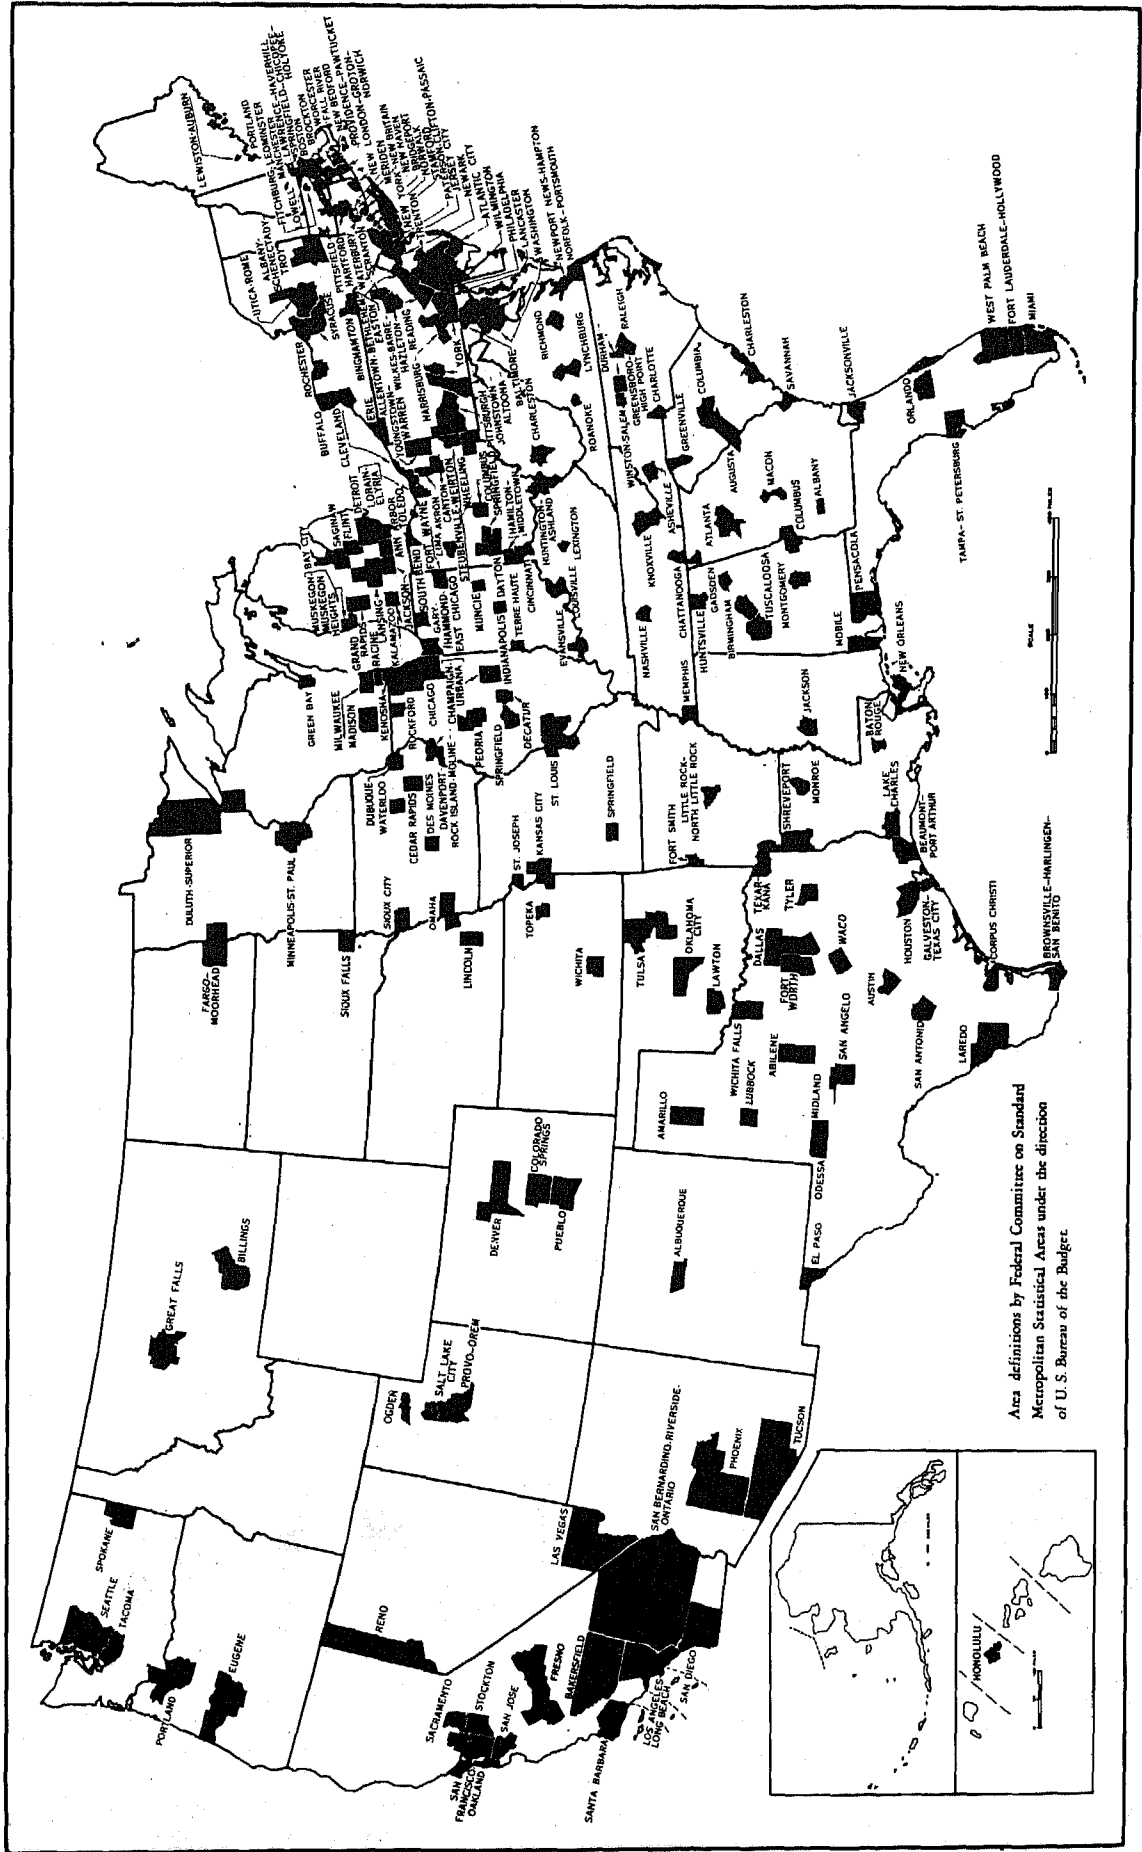 SEATTLE
TACOMA
SPOKANE
PORTLAND
EUGENE
GREAT FALLS
BILLINGS
FARGO-
MOORHEAD
DULUTH-SUPERIOR
MINNEAPOLIS-ST. PAUL
SIOUX FALLS
SIOUX CITY
OMAHA
LINCOLN
DUBUQUE
WATERLOO
CEDAR RAPIDS
DES MOINES
DAVENPORT-
ROCK ISLAND-MOLINE
GREEN BAY
MILWAUKEE
MADISON
KENOSHA
RACINE
ROCKFORD
CHICAGO
CHAMPAIGN-
URBANA
PEORIA
SPRINGFIELD
DECATUR
ST. LOUIS
ST. JOSEPH
KANSAS CITY
SPRINGFIELD
TOPEKA
WICHITA
MUSKEGON-
MUSKEGON
HEIGHTS
BAY CITY
SAGINAW
FLINT
GRAND
RAPIDS
LANSING
KALAMAZOO
JACKSON
DETROIT
ANN ARBOR
TOLEDO
LORAIN-
ELYRIA
CLEVELAND
SOUTH BEND
FORT WAYNE
LIMA
AKRON
CANTON
GARY-
HAMMOND-
EAST CHICAGO
STEUBENVILLE-WEIRTON
WHEELING
MUNCIE
COLUMBUS
SPRINGFIELD
DAYTON
HAMILTON-
MIDDLETOWN
INDIANAPOLIS
TERRE HAUTE
CINCINNATI
EVANSVILLE
LOUISVILLE
LEXINGTON
HUNTINGTON-
ASHLAND
CHARLESTON
BUFFALO
ROCHESTER
SYRACUSE
UTICA-ROME
ALBANY-
SCHENECTADY-
TROY
BINGHAMTON
ERIE
ALLENTOWN-BETHLEHEM-
EASTON
YOUNGSTOWN-
WARREN
WILKES-BARRE-
HAZLETON
SCRANTON
READING
HARRISBURG
YORK
PITTSBURGH
JOHNSTOWN
ALTOONA
BALTIMORE
LEWISTON-AUBURN
PORTLAND
FITCHBURG-LEOMINSTER
MANCHESTER
LAWRENCE-HAVERHILL
LOWELL
SPRINGFIELD-CHICOPEE-
HOLYOKE
BOSTON
BROCKTON
WORCESTER
FALL RIVER
NEW BEDFORD
PROVIDENCE-PAWTUCKET
NEW LONDON-GROTON-
NORWICH
PITTSFIELD
HARTFORD
WATERBURY
MERIDEN
NEW BRITAIN
NEW HAVEN
BRIDGEPORT
NORWALK
STAMFORD
NEW YORK
TRENTON
PATERSON-CLIFTON-PASSAIC
JERSEY CITY
NEWARK
ATLANTIC CITY
WILMINGTON
PHILADELPHIA
LANCASTER
WASHINGTON
NEWPORT NEWS-HAMPTON
NORFOLK-PORTSMOUTH
RICHMOND
LYNCHBURG
ROANOKE
DURHAM
RALEIGH
WINSTON-SALEM
GREENSBORO-
HIGH POINT
CHARLOTTE
ASHEVILLE
GREENVILLE
COLUMBIA
CHARLESTON
SAVANNAH
AUGUSTA
MACON
ATLANTA
COLUMBUS
ALBANY
KNOXVILLE
CHATTANOOGA
NASHVILLE
MEMPHIS
HUNTSVILLE
GADSDEN
BIRMINGHAM
TUSCALOOSA
MONTGOMERY
MOBILE
PENSACOLA
JACKSONVILLE
ORLANDO
TAMPA-ST. PETERSBURG
WEST PALM BEACH
FORT LAUDERDALE-HOLLYWOOD
MIAMI
JACKSON
NEW ORLEANS
BATON
ROUGE
LAKE
CHARLES
MONROE
SHREVEPORT
FORT SMITH
LITTLE ROCK-
NORTH LITTLE ROCK
TULSA
OKLAHOMA
CITY
LAWTON
TEXAR-
KANA
TYLER
DALLAS
FORT
WORTH
WACO
WICHITA FALLS
ABILENE
LUBBOCK
AMARILLO
MIDLAND
ODESSA
SAN ANGELO
AUSTIN
SAN ANTONIO
HOUSTON
GALVESTON-
TEXAS CITY
BEAUMONT-
PORT ARTHUR
CORPUS CHRISTI
BROWNSVILLE-HARLINGEN-
SAN BENITO
LAREDO
EL PASO
ALBUQUERQUE
DENVER
COLORADO
SPRINGS
PUEBLO
OGDEN
SALT LAKE
CITY
PROVO-OREM
PHOENIX
TUCSON
LAS VEGAS
RENO
SAN BERNARDINO-RIVERSIDE-
ONTARIO
SACRAMENTO
STOCKTON
SAN
FRANCISCO-
OAKLAND
SAN JOSE
FRESNO
BAKERSFIELD
SANTA BARBARA
LOS ANGELES-
LONG BEACH
SAN DIEGO
HONOLULU
SCALE
Area definitions by Federal Committee on Standard
Metropolitan Statistical Areas under the direction
of U. S. Bureau of the Budget.